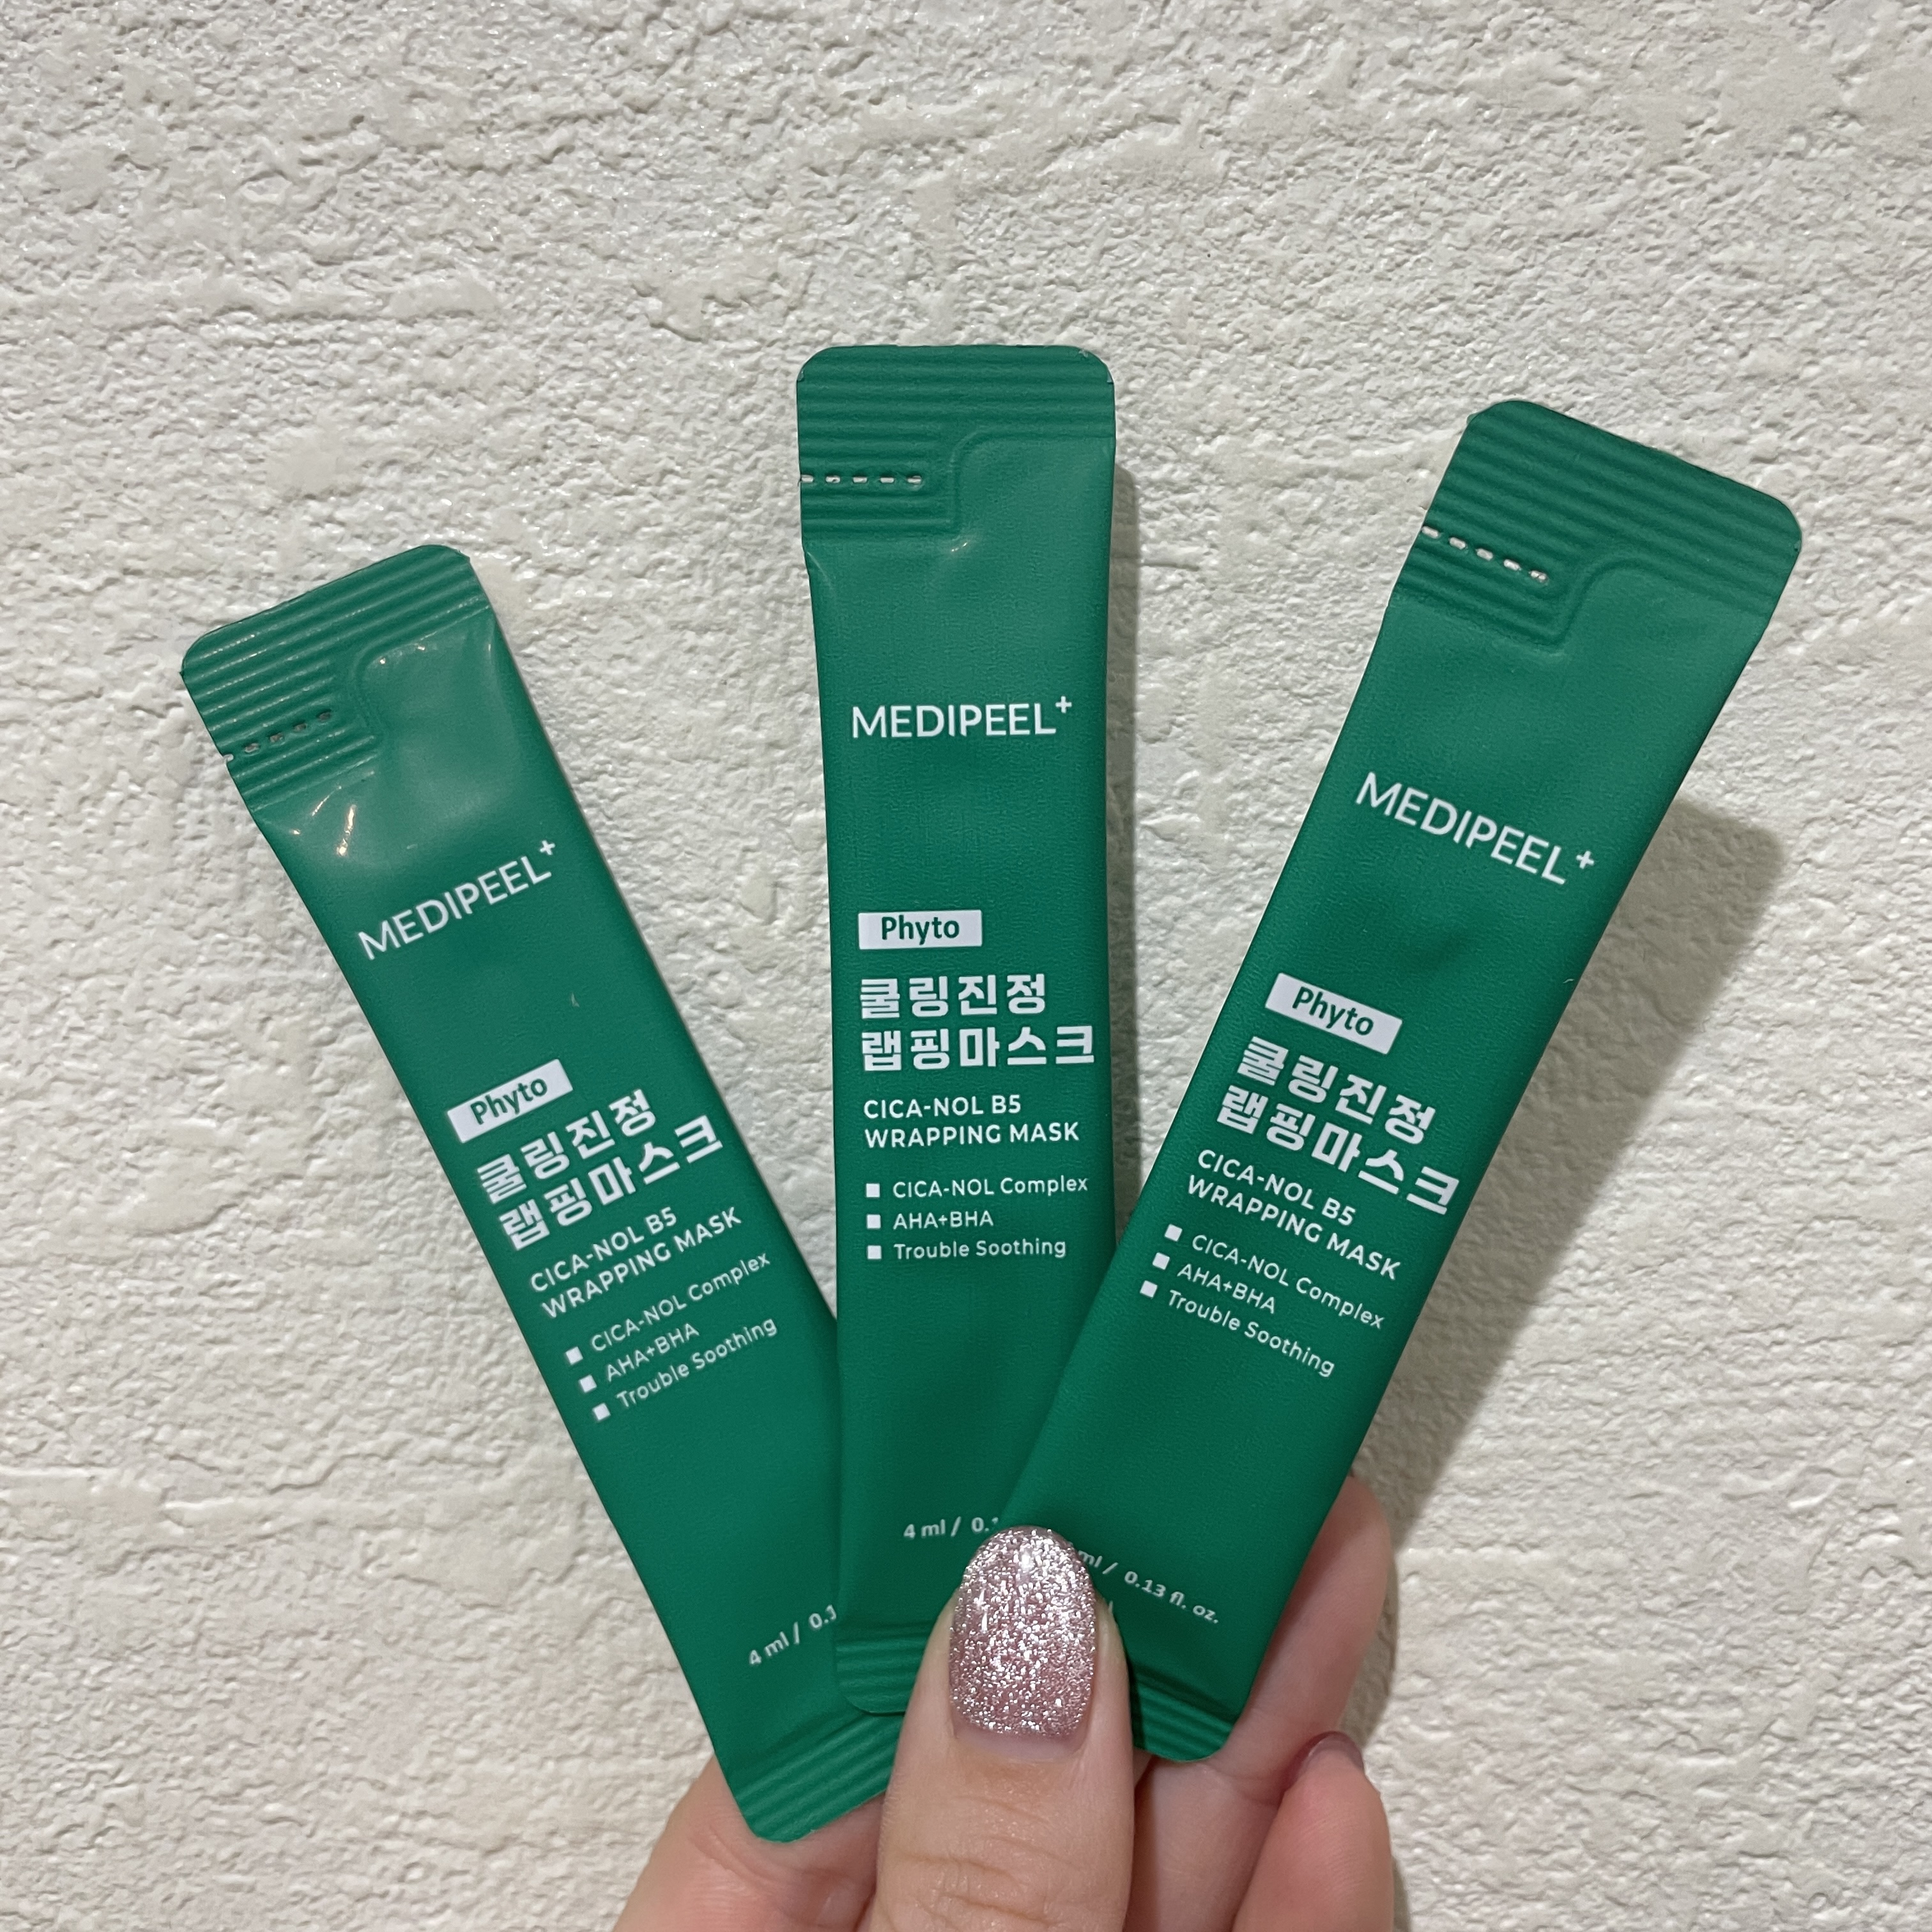 MEDIPEEL+
Phyto
쿨링진정
랩핑마스크
CICA-NOL B5
WRAPPING MASK
CICA-NOL Complex
AHA+BHA
Trouble Soothing
4 ml /
MEDIPEEL+
Phyto
쿨링진정
랩핑마스크
CICA-NOL B5
WRAPPING MASK
CICA-NOL Complex
AHA+BHA
Trouble Soothing
4 ml /
MEDIPEEL+
Phyto
쿨링진정
랩핑마스크
CICA-NOL B5
WRAPPING MASK
CICA-NOL Complex
AHA+BHA
Trouble Soothing
ml / 0.13 fl. oz.